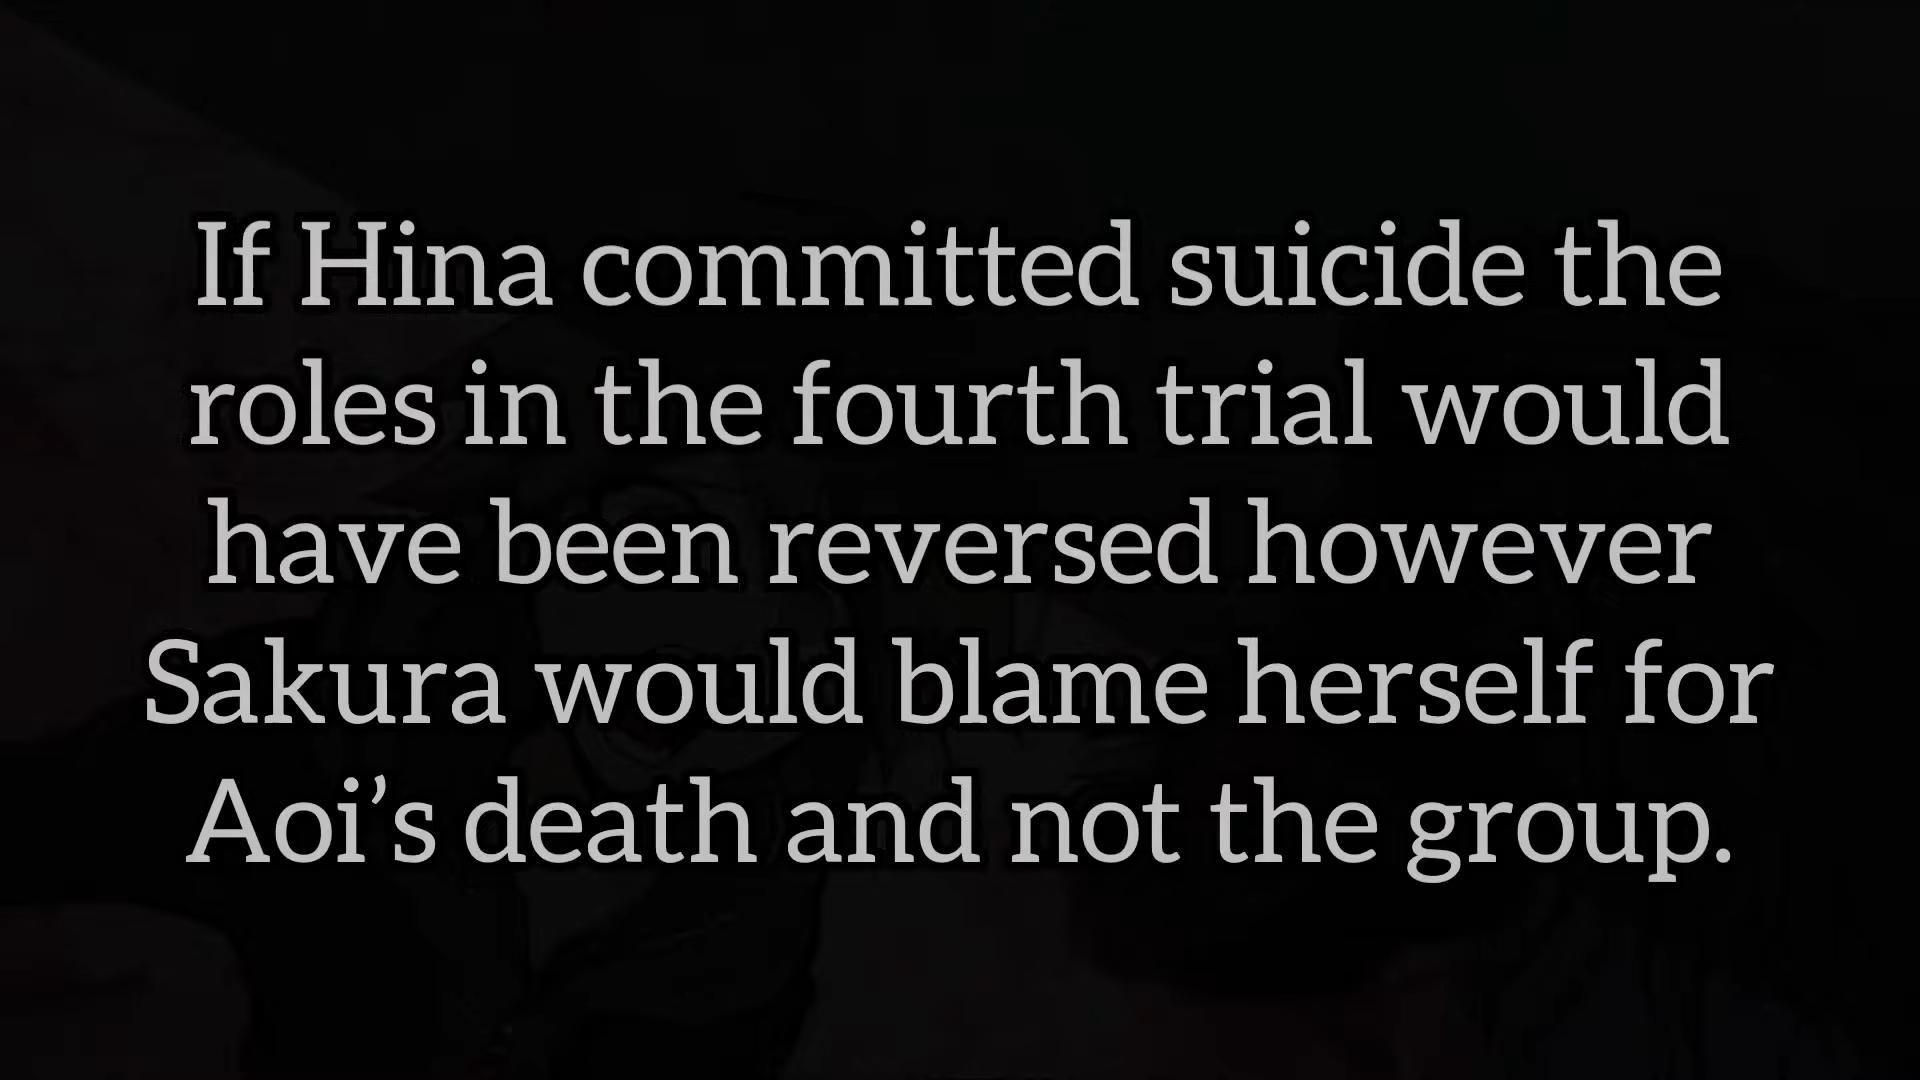 If Hina committed suicide the
roles in the fourth trial would
have been reversed however
Sakura would blame herself for
Aoi’s death and not the group.